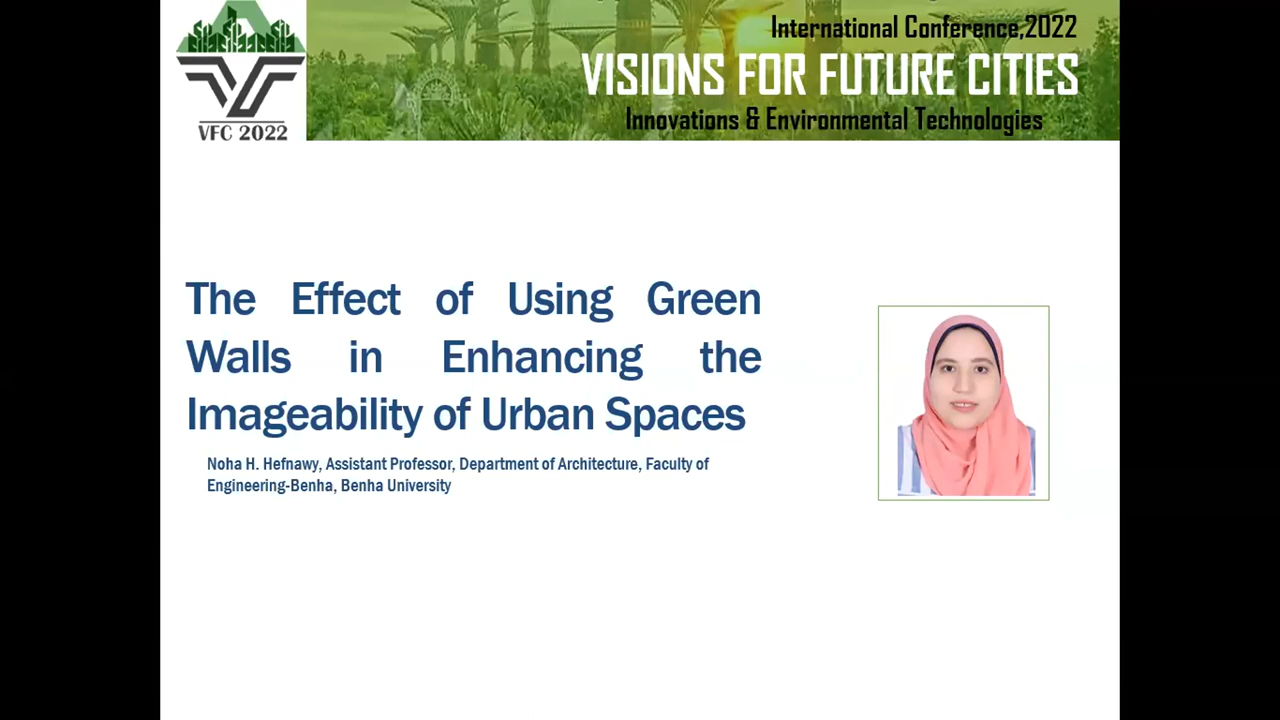 International Conference,2022
VISIONS FOR FUTURE CITIES
Innovations & Environmental Technologies
VFC 2022
The Effect of Using Green
Walls in Enhancing the
Imageability of Urban Spaces
Noha H. Hefnawy, Assistant Professor, Department of Architecture, Faculty of
Engineering-Benha, Benha University